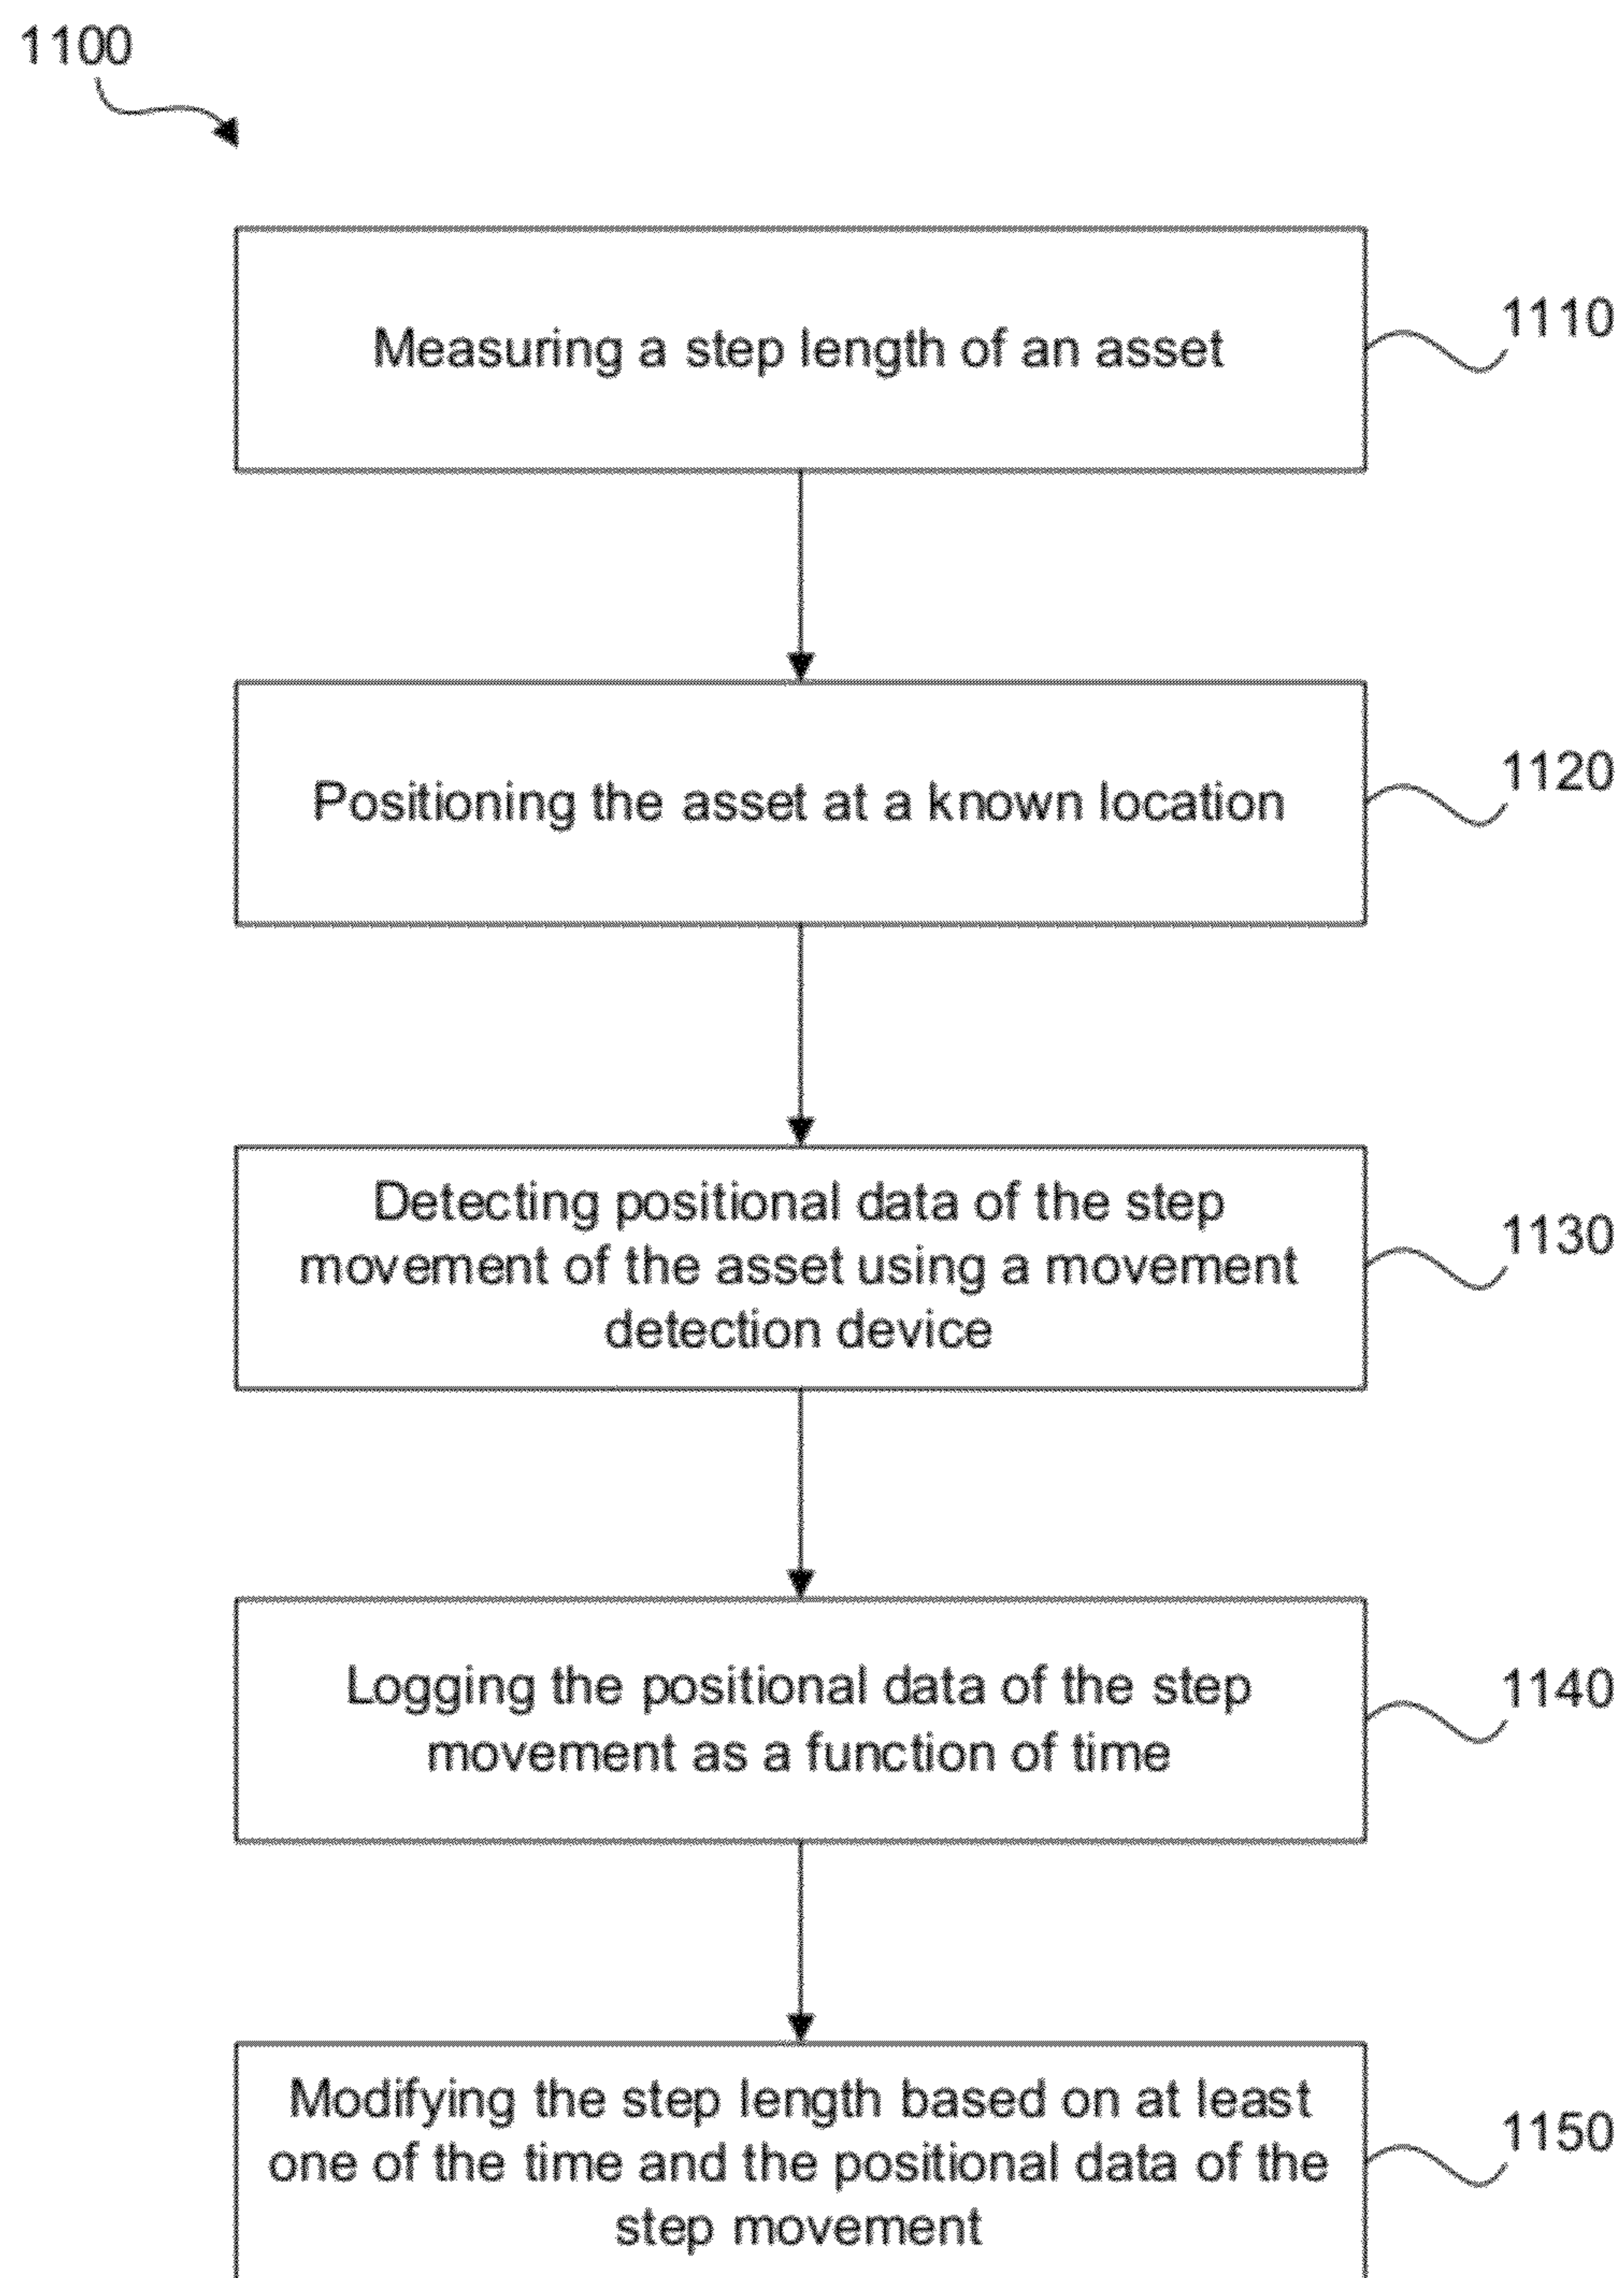 1100
Measuring a step length of an asset
1110
Positioning the asset at a known location
1120
Detecting positional data of the step
movement of the asset using a movement
detection device
1130
Logging the positional data of the step
movement as a function of time
1140
Modifying the step length based on at least
one of the time and the positional data of the
step movement
1150